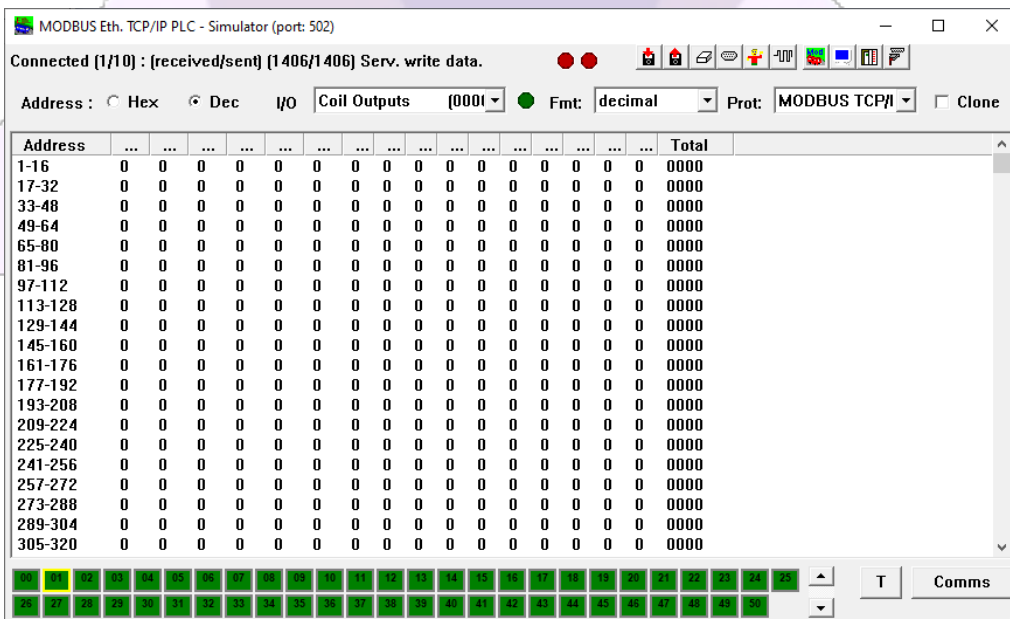 MODBUS Eth. TCP/IP PLC - Simulator (port: 502)
Connected (1/10) : (received/sent) (1406/1406) Serv. write data.
Address : Hex Dec I/O Coil Outputs (000 Fmt: decimal Prot: MODBUS TCP/I Clone
Address ... ... ... ... ... ... ... ... ... ... ... ... ... ... ... ... Total
1-16 0 0 0 0 0 0 0 0 0 0 0 0 0 0 0 0 0000
17-32 0 0 0 0 0 0 0 0 0 0 0 0 0 0 0 0 0000
33-48 0 0 0 0 0 0 0 0 0 0 0 0 0 0 0 0 0000
49-64 0 0 0 0 0 0 0 0 0 0 0 0 0 0 0 0 0000
65-80 0 0 0 0 0 0 0 0 0 0 0 0 0 0 0 0 0000
81-96 0 0 0 0 0 0 0 0 0 0 0 0 0 0 0 0 0000
97-112 0 0 0 0 0 0 0 0 0 0 0 0 0 0 0 0 0000
113-128 0 0 0 0 0 0 0 0 0 0 0 0 0 0 0 0 0000
129-144 0 0 0 0 0 0 0 0 0 0 0 0 0 0 0 0 0000
145-160 0 0 0 0 0 0 0 0 0 0 0 0 0 0 0 0 0000
161-176 0 0 0 0 0 0 0 0 0 0 0 0 0 0 0 0 0000
177-192 0 0 0 0 0 0 0 0 0 0 0 0 0 0 0 0 0000
193-208 0 0 0 0 0 0 0 0 0 0 0 0 0 0 0 0 0000
209-224 0 0 0 0 0 0 0 0 0 0 0 0 0 0 0 0 0000
225-240 0 0 0 0 0 0 0 0 0 0 0 0 0 0 0 0 0000
241-256 0 0 0 0 0 0 0 0 0 0 0 0 0 0 0 0 0000
257-272 0 0 0 0 0 0 0 0 0 0 0 0 0 0 0 0 0000
273-288 0 0 0 0 0 0 0 0 0 0 0 0 0 0 0 0 0000
289-304 0 0 0 0 0 0 0 0 0 0 0 0 0 0 0 0 0000
305-320 0 0 0 0 0 0 0 0 0 0 0 0 0 0 0 0 0000
00 01 02 03 04 05 06 07 08 09 10 11 12 13 14 15 16 17 18 19 20 21 22 23 24 25 T Comms
26 27 28 29 30 31 32 33 34 35 36 37 38 39 40 41 42 43 44 45 46 47 48 49 50